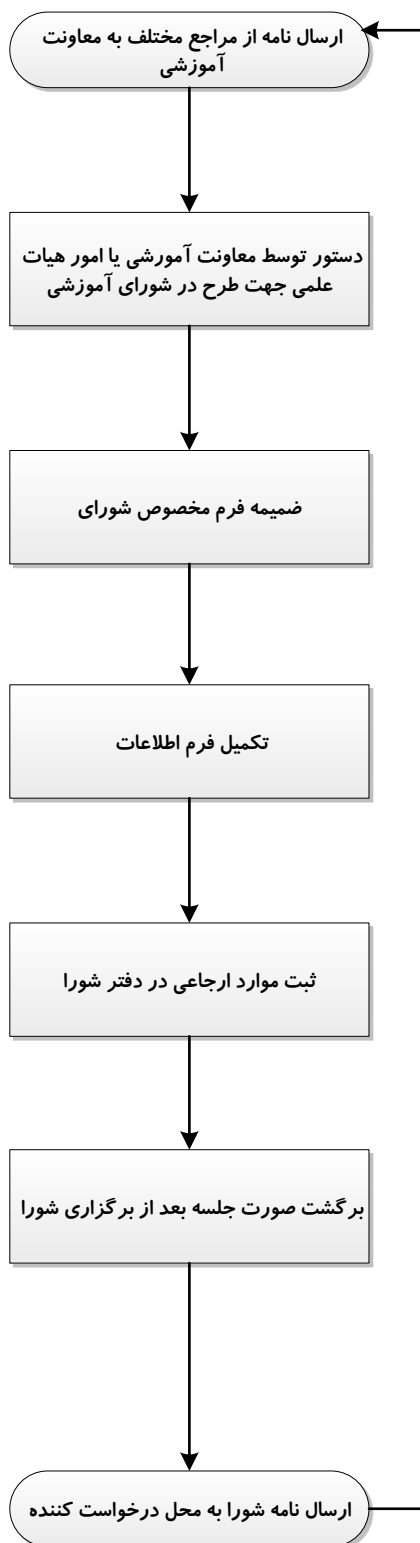 ارسال نامه از مراجع مختلف به معاونت
آموزشی
دستور توسط معاونت آمورشی یا امور هیات
علمی جهت طرح در شورای آموزشی
ضمیمه فرم مخصوص شورای
تکمیل فرم اطلاعات
ثبت موارد ارجاعی در دفتر شورا
برگشت صورت جلسه بعد از برگزاری شورا
ارسال نامه شورا به محل درخواست کننده